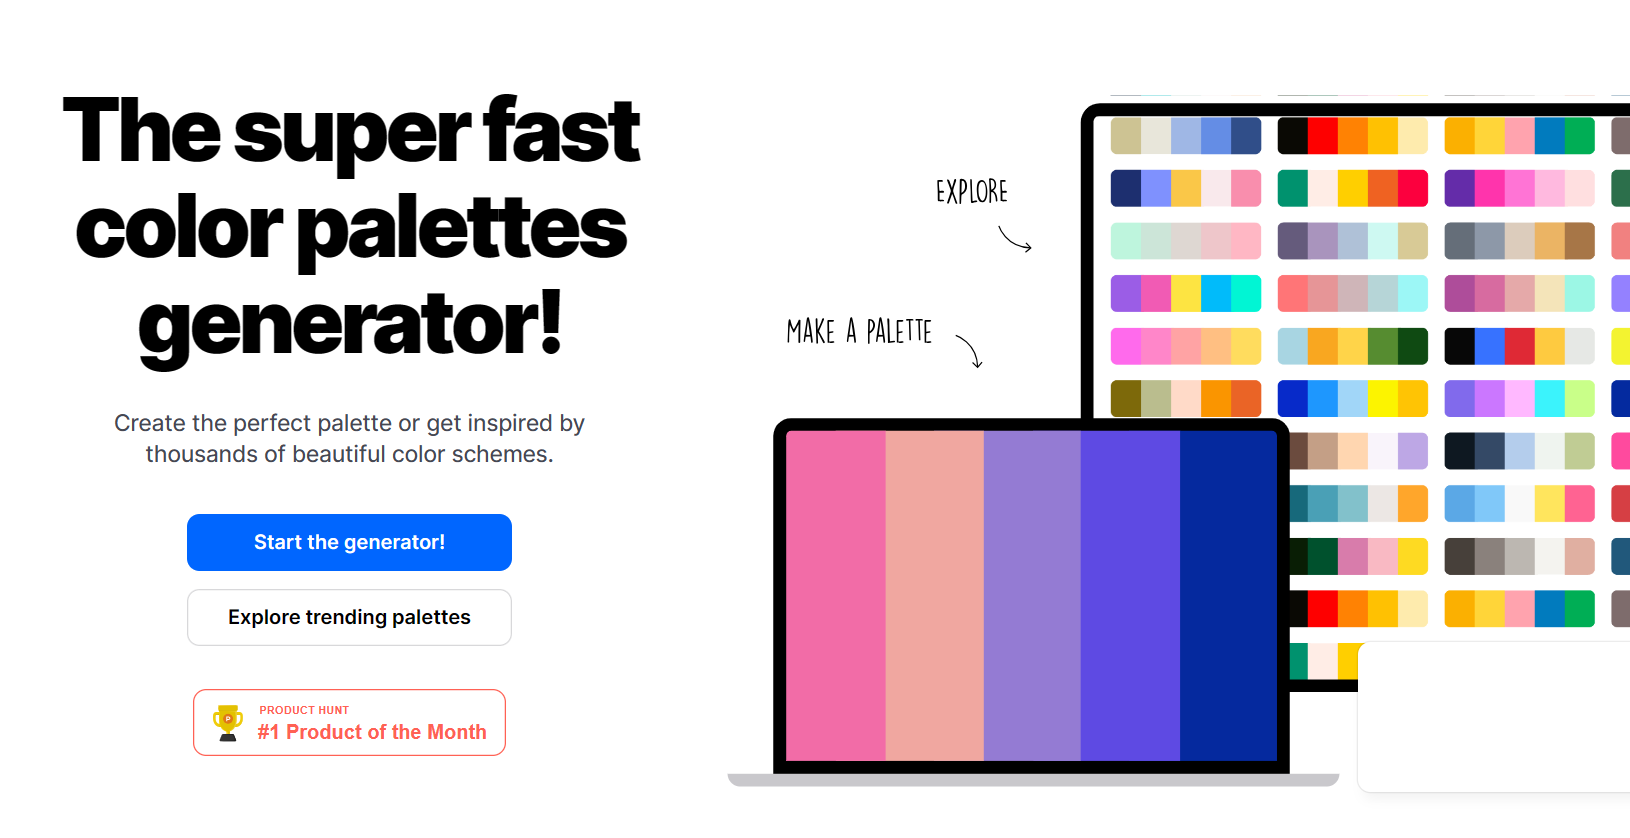 The super fast
color palettes
generator!
Create the perfect palette or get inspired by
thousands of beautiful color schemes.
Start the generator!
Explore trending palettes
PRODUCT HUNT
#1 Product of the Month
EXPLORE
MAKE A PALETTE